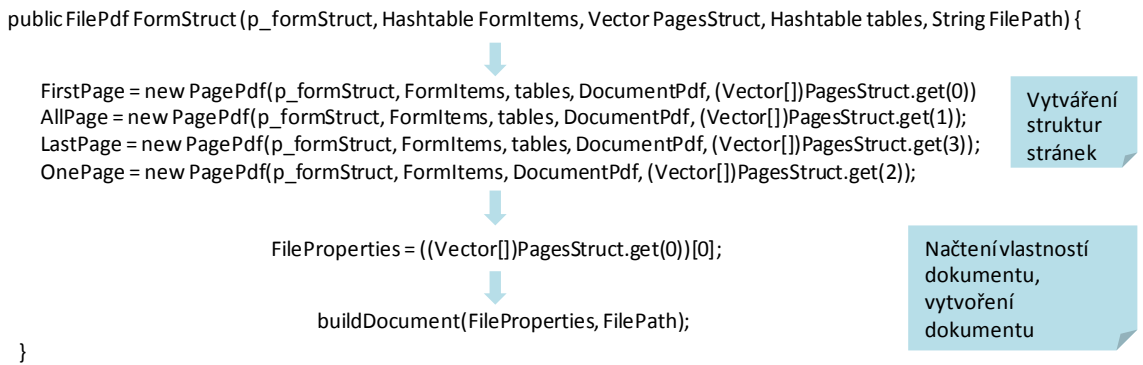 public FilePdf FormStruct (p_formStruct, Hashtable FormItems, Vector PagesStruct, Hashtable tables, String FilePath) {
FirstPage = new PagePdf(p_formStruct, FormItems, tables, DocumentPdf, (Vector[])PagesStruct.get(0))
AllPage = new PagePdf(p_formStruct, FormItems, tables, DocumentPdf, (Vector[])PagesStruct.get(1));
LastPage = new PagePdf(p_formStruct, FormItems, tables, DocumentPdf, (Vector[])PagesStruct.get(3));
OnePage = new PagePdf(p_formStruct, FormItems, DocumentPdf, (Vector[])PagesStruct.get(2));
Vytváření
struktur
stránek
FileProperties = ((Vector[])PagesStruct.get(0))[0];
buildDocument(FileProperties, FilePath);
Načtení vlastností
dokumentu,
vytvoření
dokumentu
}